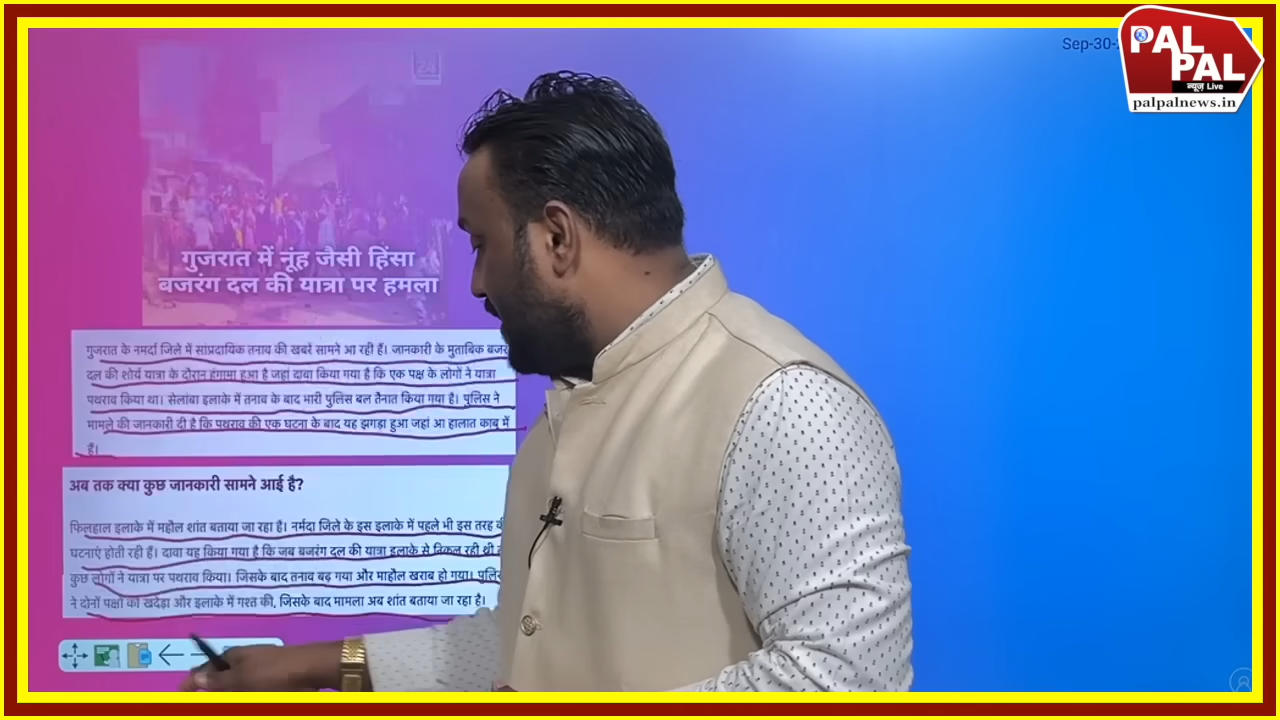 Sep-30-
PAL
PAL
न्यूज़ Live
palpalnews.in
24
गुजरात में नूंह जैसी हिंसा
बजरंग दल की यात्रा पर हमला
गुजरात के नमर्दा जिले में सांप्रदायिक तनाव की खबरें सामने आ रही हैं। जानकारी के मुताबिक बजर
दल की शोर्य यात्रा के दौरान हंगामा हुआ है जहां दावा किया गया है कि एक पक्ष के लोगों ने यात्रा
पथराव किया था। सेलांबा इलाके में तनाव के बाद भारी पुलिस बल तैनात किया गया है। पुलिस ने
मामले की जानकारी दी है कि पथराव की एक घटना के बाद यह झगड़ा हुआ जहां आ हालात काबू में
हैं।
अब तक क्या कुछ जानकारी सामने आई है?
फिलहाल इलाके में महौल शांत बताया जा रहा है। नर्मदा जिले के इस इलाके में पहले भी इस तरह की
घटनाएं होती रही हैं। दावा यह किया गया है कि जब बजरंग दल की यात्रा इलाके से निकल रही थी
कुछ लोगों ने यात्रा पर पथराव किया। जिसके बाद तनाव बढ़ गया और माहौल खराब हो गया। पुलि
ने दोनों पक्षों को खदेड़ा और इलाके में गश्त की, जिसके बाद मामला अब शांत बताया जा रहा है।